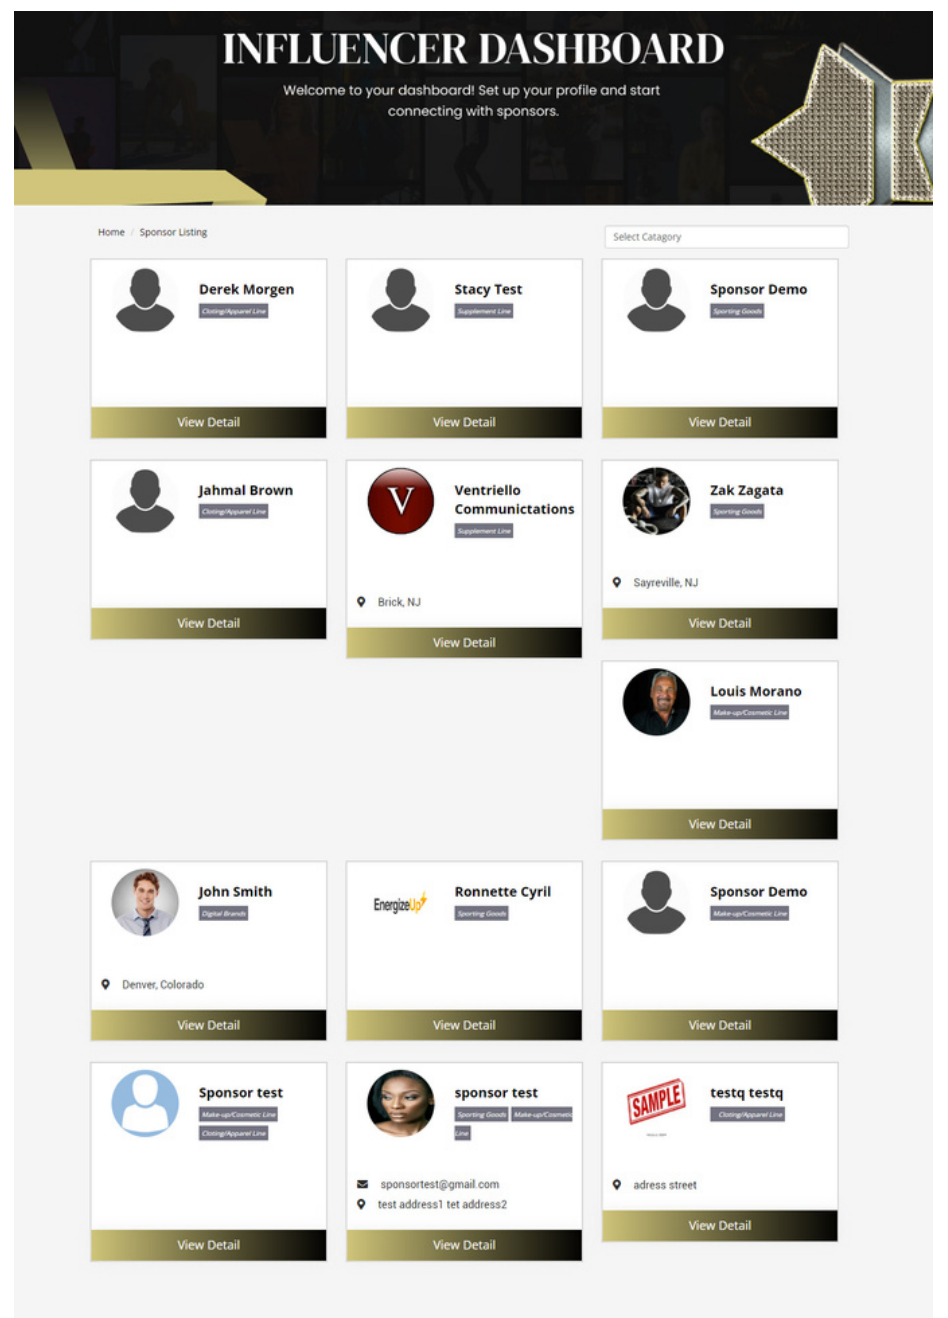 INFLUENCER DASHBOARD
Welcome to your dashboard! Set up your profile and start
connecting with sponsors.
Home / Sponsor Listing
Select Catagory
Derek Morgen
Cloting/Apparel Line
View Detail
Stacy Test
Supplement Line
View Detail
Sponsor Demo
Sporting Goods
View Detail
Jahmal Brown
Cloting/Apparel Line
View Detail
V
Ventriello
Communictations
Supplement Line
Brick, NJ
View Detail
Zak Zagata
Sporting Goods
Sayreville, NJ
View Detail
Louis Morano
Make-up/Cosmetic Line
View Detail
John Smith
Digital Brands
Denver, Colorado
View Detail
EnergizeUp
Ronnette Cyril
Sporting Goods
View Detail
Sponsor Demo
Make-up/Cosmetic Line
View Detail
Sponsor test
Make-up/Cosmetic Line
Cloting/Apparel Line
View Detail
sponsor test
Sporting Goods Make-up/Cosmetic
Line
sponsortest@gmail.com
test address1 tet address2
View Detail
SAMPLE
testq testq
Cloting/Apparel Line
adress street
View Detail